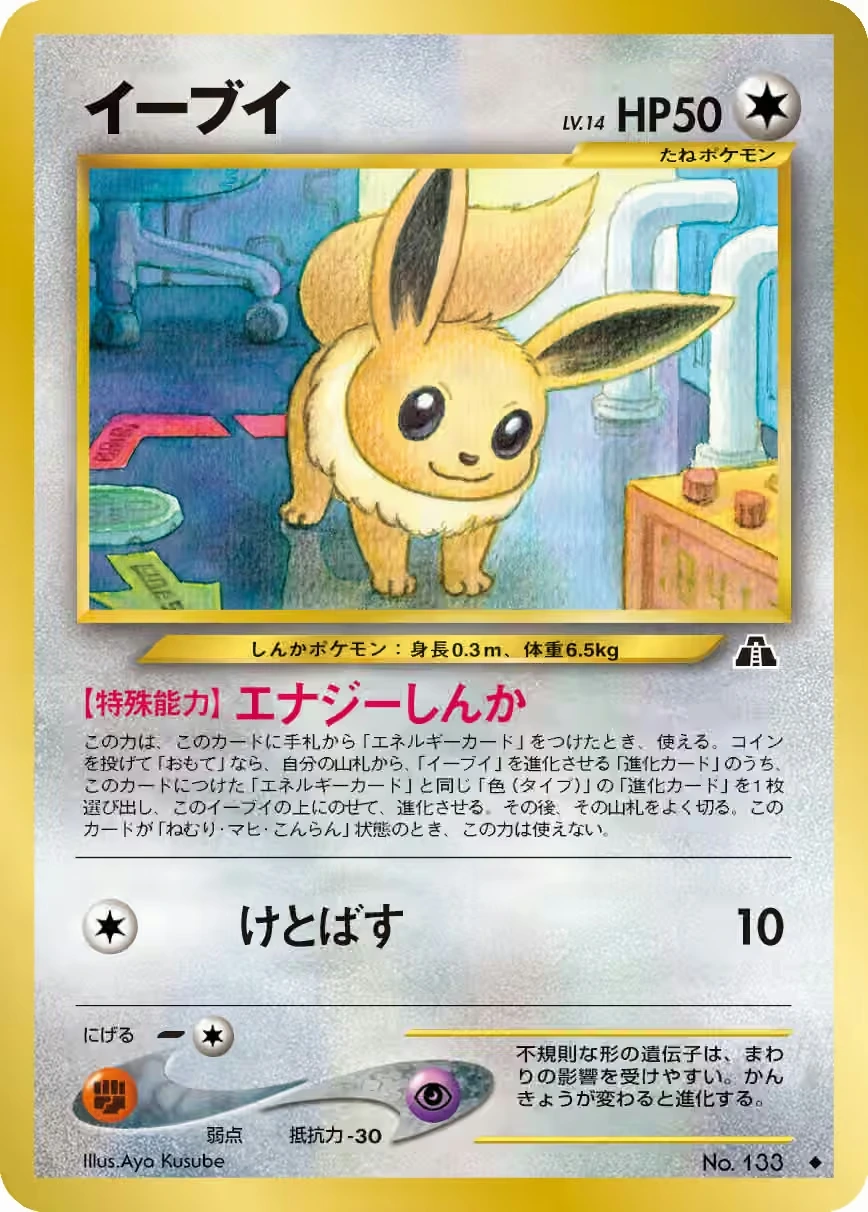 イーブイ
LV.14 HP50
たねポケモン
しんかポケモン：身長0.3m、体重6.5kg
【特殊能力】エナジーしんか
この力は、このカードに手札から「エネルギーカード」をつけたとき、使える。コイン
を投げて「おもて」なら、自分の山札から、「イーブイ」を進化させる「進化カード」のうち、
このカードにつけた「エネルギーカード」と同じ「色（タイプ）」の「進化カード」を1枚
選び出し、このイーブイの上にのせて、進化させる。その後、その山札をよく切る。この
カードが「ねむり・マヒ・こんらん」状態のとき、この力は使えない。
けとばす 10
にげる
弱点 抵抗力-30
不規則な形の遺伝子は、まわ
りの影響を受けやすい。かん
きょうが変わると進化する。
Illus.Aya Kusube
No. 133